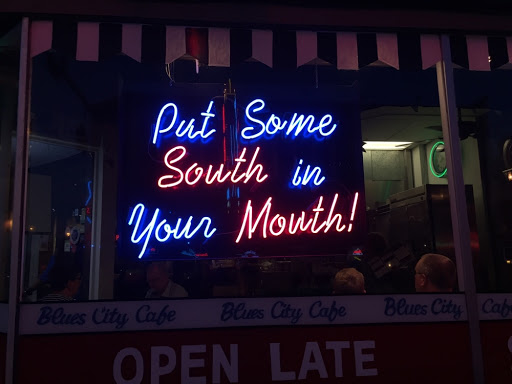 Put Some
South in
Your Mouth!
Blues City Cafe Blues City Cafe Blues City Cafe
OPEN LATE